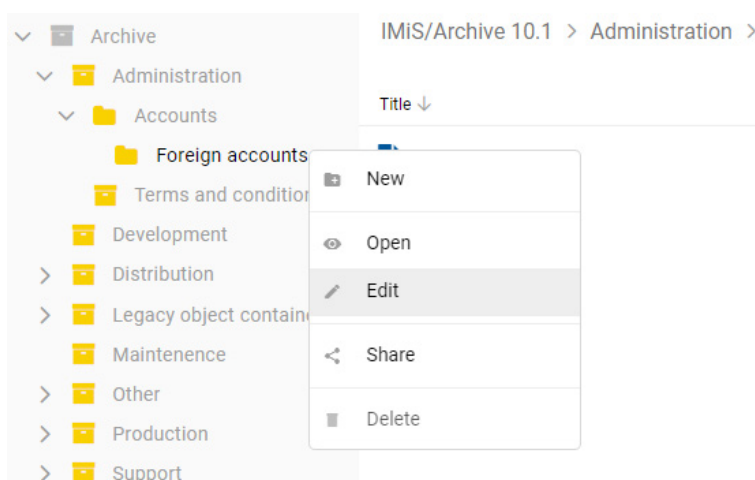 Archive
Administration
Accounts
Foreign accounts
Terms and condition
Development
Distribution
Legacy object contain
Maintenence
Other
Production
Support
IMiS/Archive 10.1 > Administration >
Title ↓
New
Open
Edit
Share
Delete